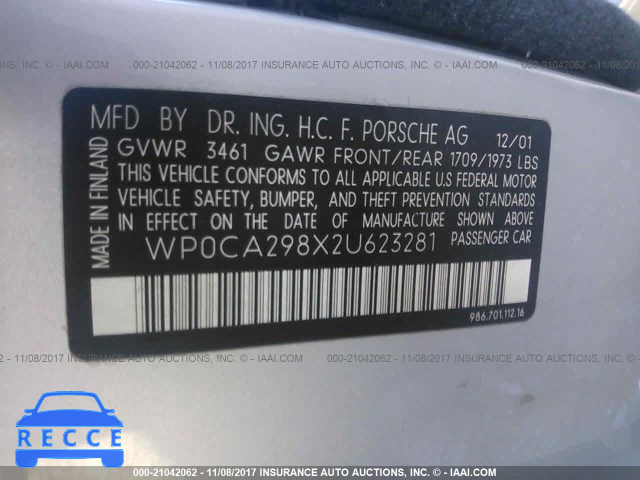 000-21042062 - 11/08/2017 INSURANCE AUTO AUCTIONS, INC. - © IAAI.COM
MFD BY DR. ING. H.C. F. PORSCHE AG 12/01
GVWR 3461 GAWR FRONT/REAR 1709/1973 LBS
THIS VEHICLE CONFORMS TO ALL APPLICABLE U.S FEDERAL MOTOR
VEHICLE SAFETY, BUMPER, AND THEFT PREVENTION STANDARDS
IN EFFECT ON THE DATE OF MANUFACTURE SHOWN ABOVE
WP0CA298X2U623281 PASSENGER CAR
MADE IN FINLAND
986.701.112.16
000-21042062 - 11/08/2017 INSURANCE AUTO AUCTIONS, INC. - © IAAI.COM
RECCE
000-21042062 - 11/08/2017 INSURANCE AUTO AUCTIONS, INC. - © IAAI.COM